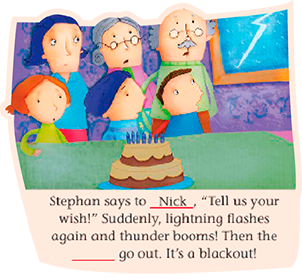 Stephan says to Nick, "Tell us your
wish!" Suddenly, lightning flashes
again and thunder booms! Then the
______ go out. It's a blackout!